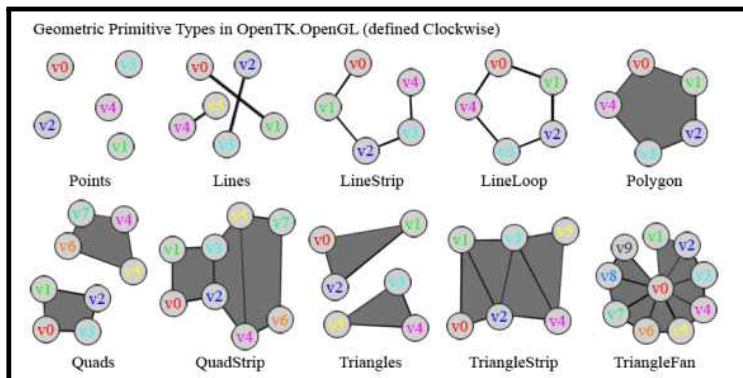 Geometric Primitive Types in OpenTK.OpenGL (defined Clockwise)
v0 v3 v4 v2 v1
Points
v0 v2 v5 v4 v3 v1
Lines
v0 v4 v1 v3 v2
LineStrip
v0 v1 v4 v2 v3
LineLoop
v0 v1 v4 v2 v3
Polygon
v7 v4 v6 v5 v1 v2 v0 v3
Quads
v5 v7 v1 v3 v0 v2 v6 v4
QuadStrip
v1 v0 v2 v3 v5 v4
Triangles
v1 v3 v5 v0 v2 v4
TriangleStrip
v9 v1 v2 v8 v0 v3 v7 v4 v6 v5
TriangleFan